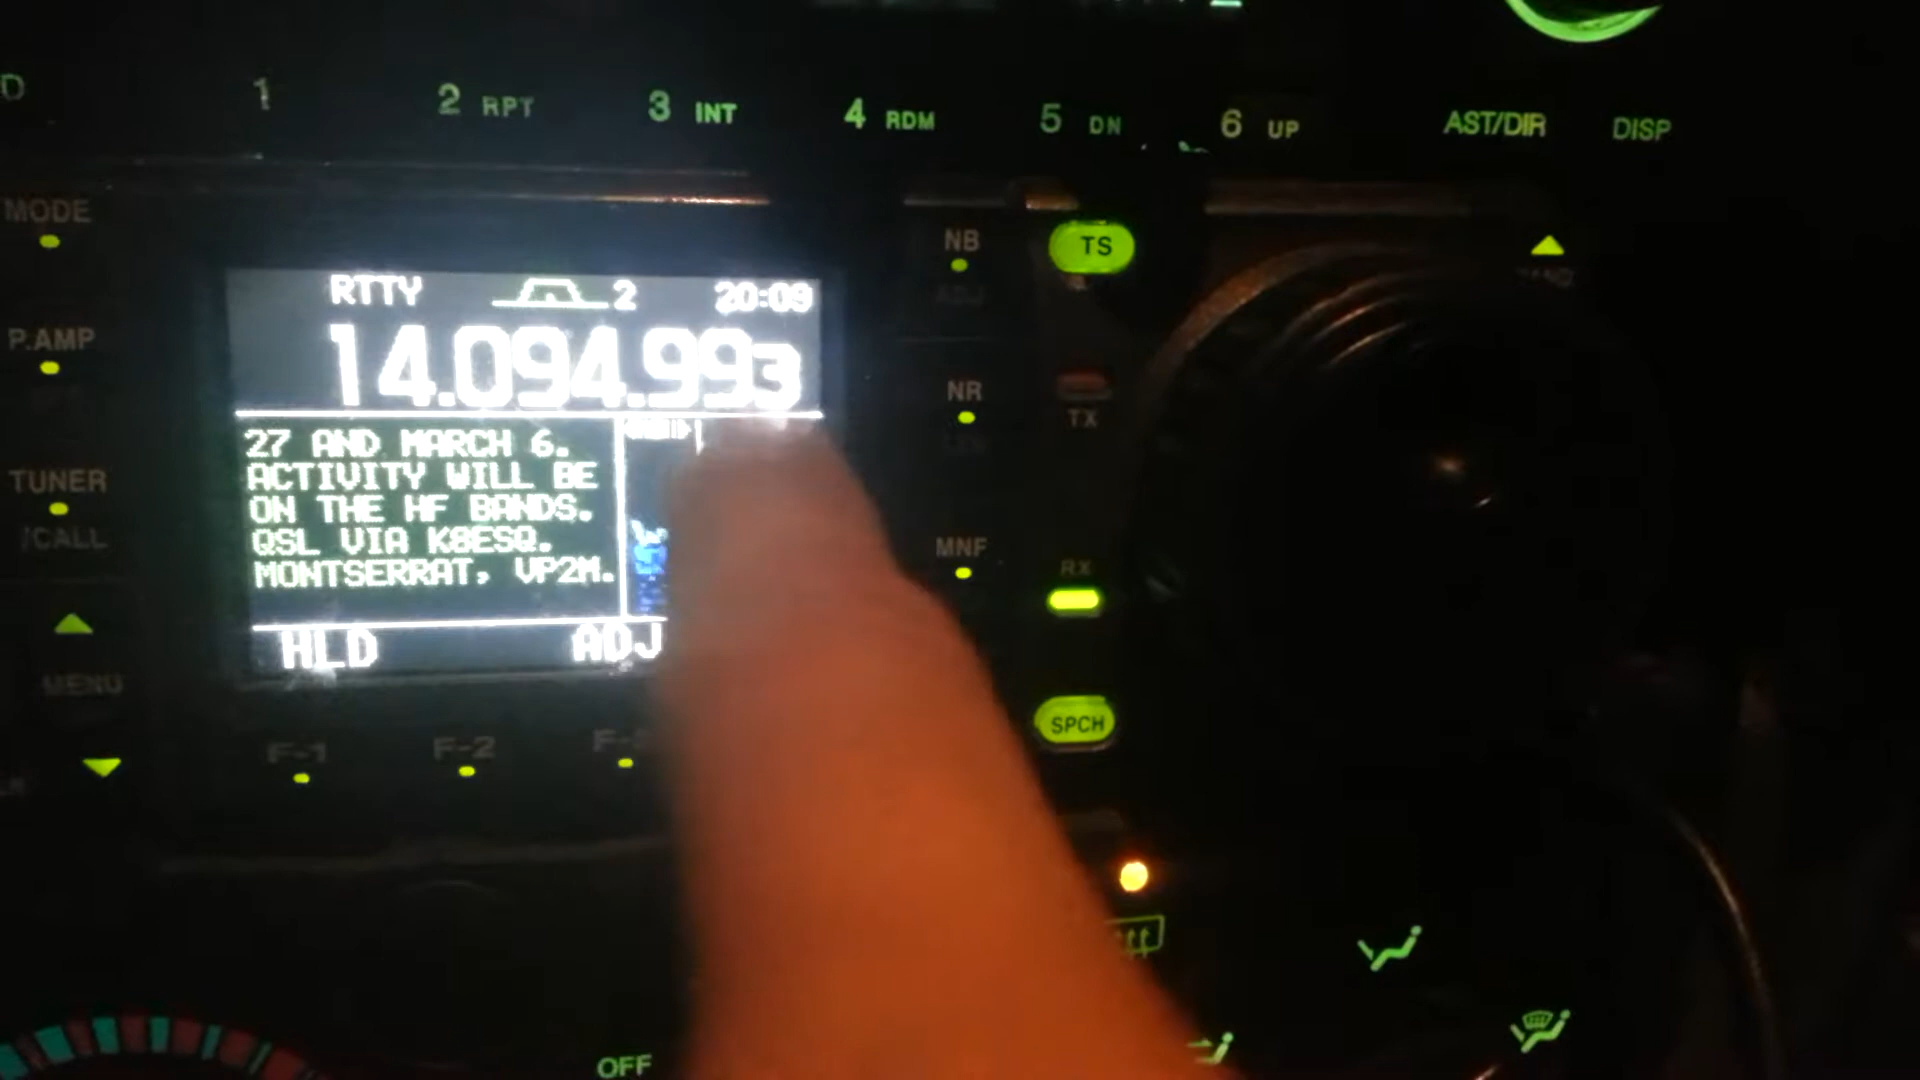 D 1 2 RPT 3 INT 4 RDM 5 DN 6 UP AST/DIR DISP
MODE
P.AMP
TUNER
/CALL
MENU
RTTY 2 20:09
14.094.993
27 AND MARCH 6.
ACTIVITY WILL BE
ON THE HF BANDS.
QSL VIA K8ESQ.
MONTSERRAT, VP2M.
HLD ADJ
F-1 F-2
NB
ADJ
NR
MNF
TS
TX
RX
SPCH
OFF